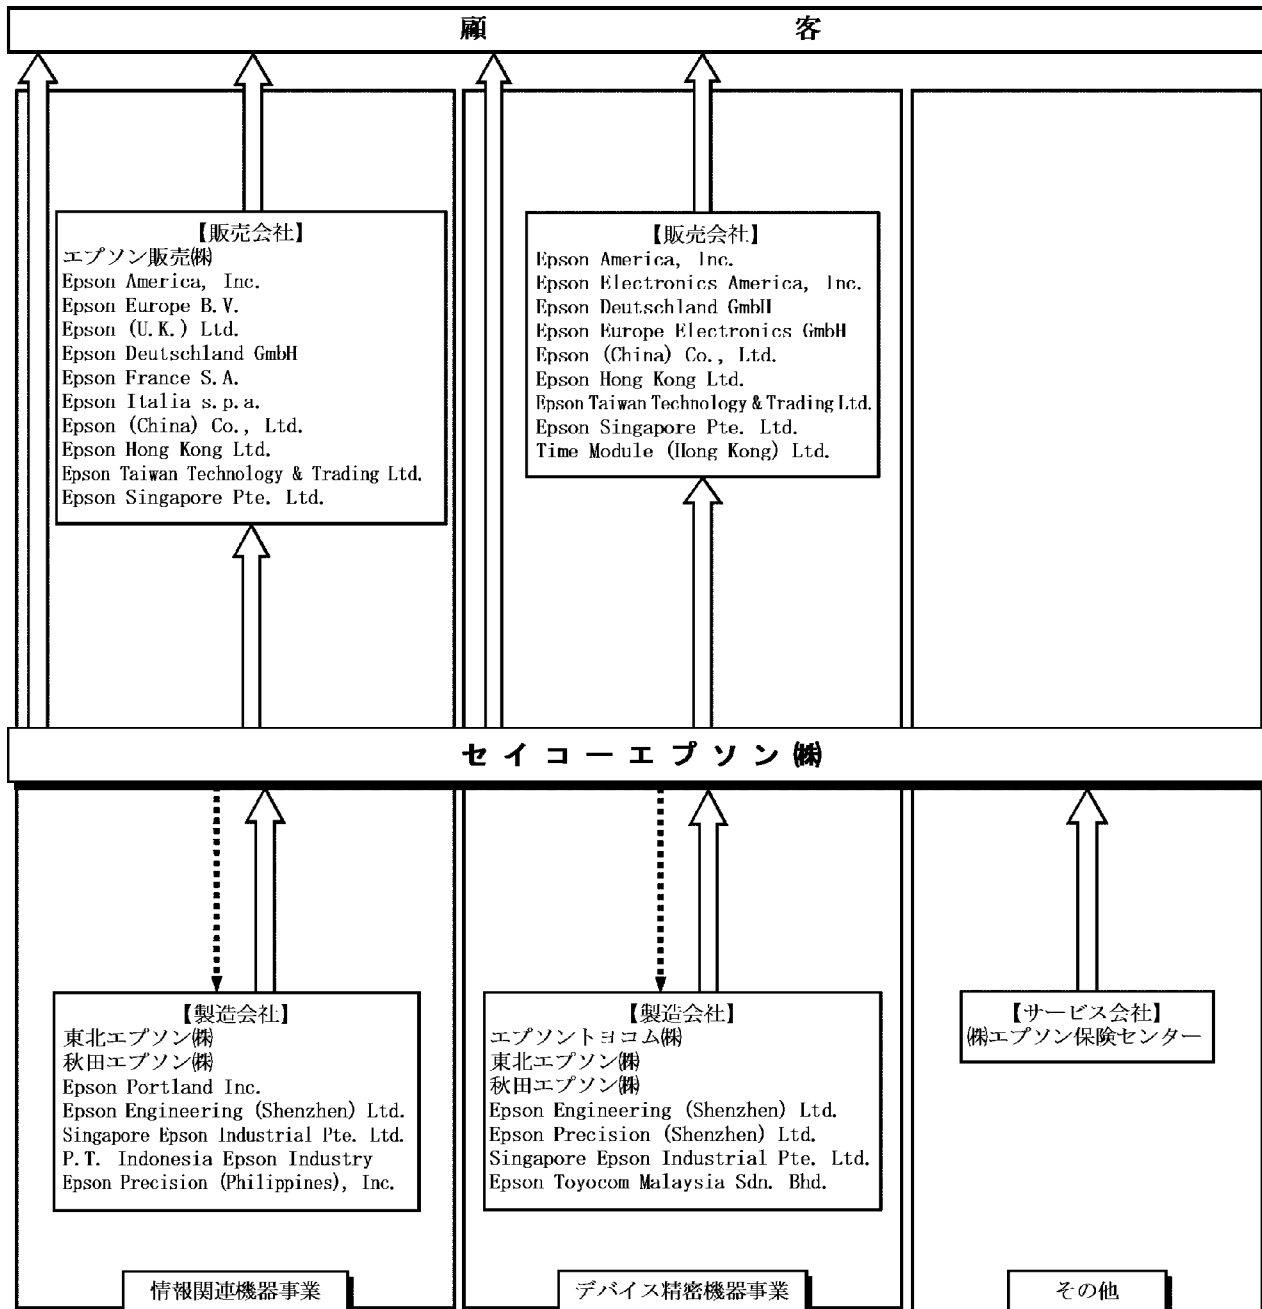 顧客
【販売会社】
エプソン販売㈱
Epson America, Inc.
Epson Europe B.V.
Epson (U.K.) Ltd.
Epson Deutschland GmbH
Epson France S.A.
Epson Italia s.p.a.
Epson (China) Co., Ltd.
Epson Hong Kong Ltd.
Epson Taiwan Technology & Trading Ltd.
Epson Singapore Pte. Ltd.
【販売会社】
Epson America, Inc.
Epson Electronics America, Inc.
Epson Deutschland GmbH
Epson Europe Electronics GmbH
Epson (China) Co., Ltd.
Epson Hong Kong Ltd.
Epson Taiwan Technology & Trading Ltd.
Epson Singapore Pte. Ltd.
Time Module (Hong Kong) Ltd.
セイコーエプソン㈱
【製造会社】
東北エプソン㈱
秋田エプソン㈱
Epson Portland Inc.
Epson Engineering (Shenzhen) Ltd.
Singapore Epson Industrial Pte. Ltd.
P.T. Indonesia Epson Industry
Epson Precision (Philippines), Inc.
【製造会社】
エプソントヨコム㈱
東北エプソン㈱
秋田エプソン㈱
Epson Engineering (Shenzhen) Ltd.
Epson Precision (Shenzhen) Ltd.
Singapore Epson Industrial Pte. Ltd.
Epson Toyocom Malaysia Sdn. Bhd.
【サービス会社】
㈱エプソン保険センター
情報関連機器事業
デバイス精密機器事業
その他